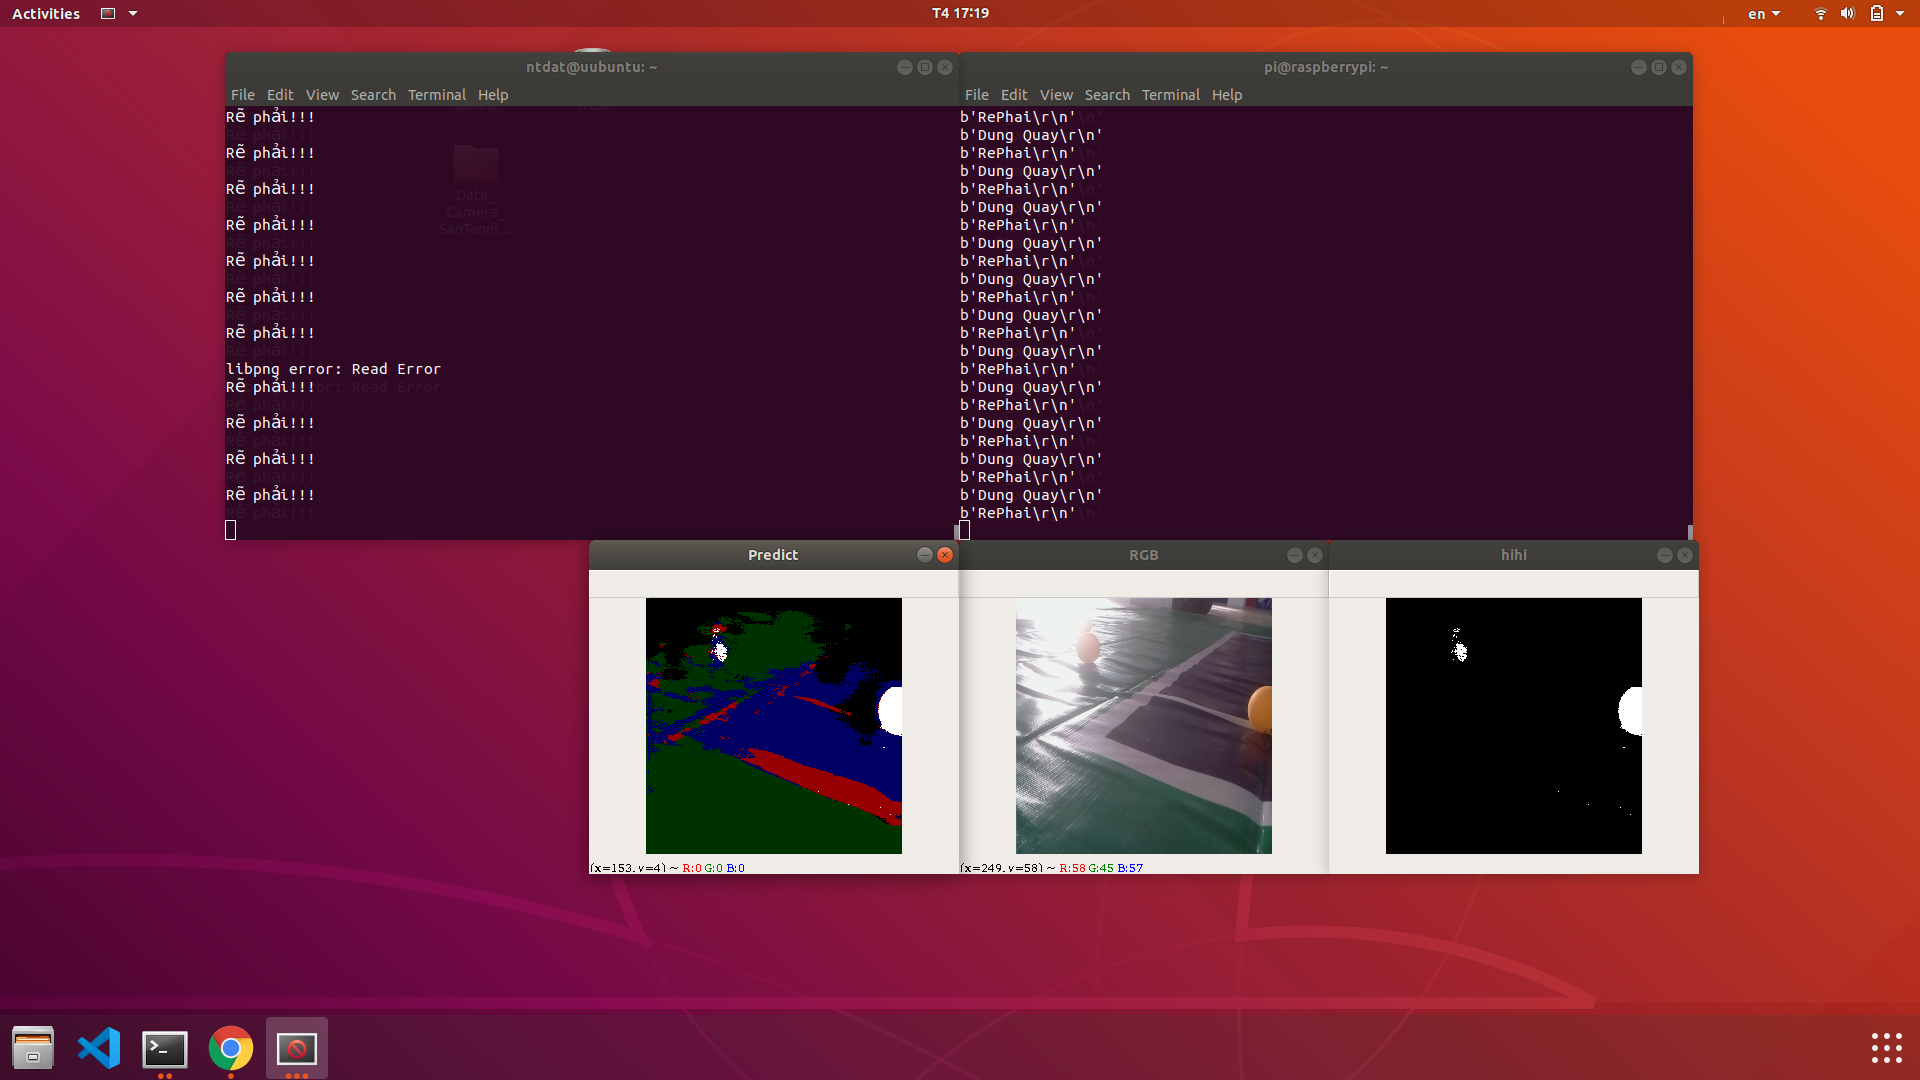 Activities
T4 17:19
en
ntdat@uubuntu: ~
File Edit View Search Terminal Help
Rẽ phải!!!
Rẽ phải!!!
Rẽ phải!!!
Rẽ phải!!!
Rẽ phải!!!
Rẽ phải!!!
Rẽ phải!!!
libpng error: Read Error
Rẽ phải!!!
Rẽ phải!!!
Rẽ phải!!!
Rẽ phải!!!
Data_
Camera_
SanTenni...
pi@raspberrypi: ~
File Edit View Search Terminal Help
b'RePhai\r\n'
b'Dung Quay\r\n'
b'RePhai\r\n'
b'Dung Quay\r\n'
b'RePhai\r\n'
b'Dung Quay\r\n'
b'RePhai\r\n'
b'Dung Quay\r\n'
b'RePhai\r\n'
b'Dung Quay\r\n'
b'RePhai\r\n'
b'Dung Quay\r\n'
b'RePhai\r\n'
b'Dung Quay\r\n'
b'RePhai\r\n'
b'Dung Quay\r\n'
b'RePhai\r\n'
b'Dung Quay\r\n'
b'RePhai\r\n'
b'Dung Quay\r\n'
b'RePhai\r\n'
b'Dung Quay\r\n'
b'RePhai\r\n'
Predict
(x=153, y=4) ~ R:0 G:0 B:0
RGB
(x=249, y=58) ~ R:58 G:45 B:57
hihi